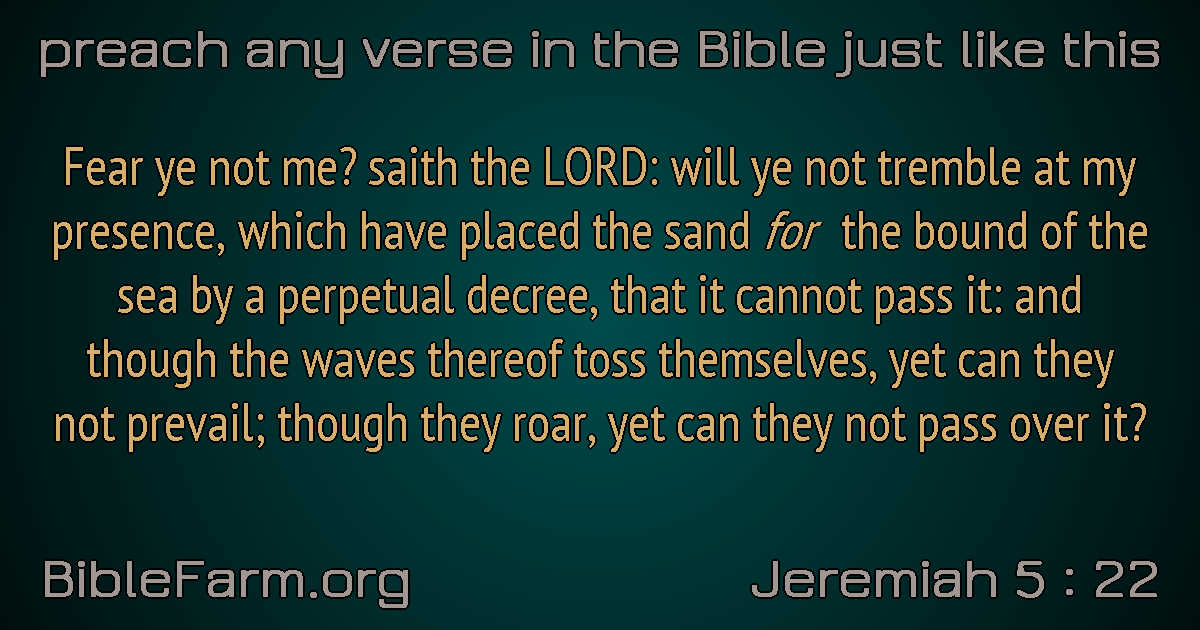 preach any verse in the Bible just like this
Fear ye not me? saith the LORD: will ye not tremble at my
presence, which have placed the sand for the bound of the
sea by a perpetual decree, that it cannot pass it: and
though the waves thereof toss themselves, yet can they
not prevail; though they roar, yet can they not pass over it?
BibleFarm.org
Jeremiah 5 : 22